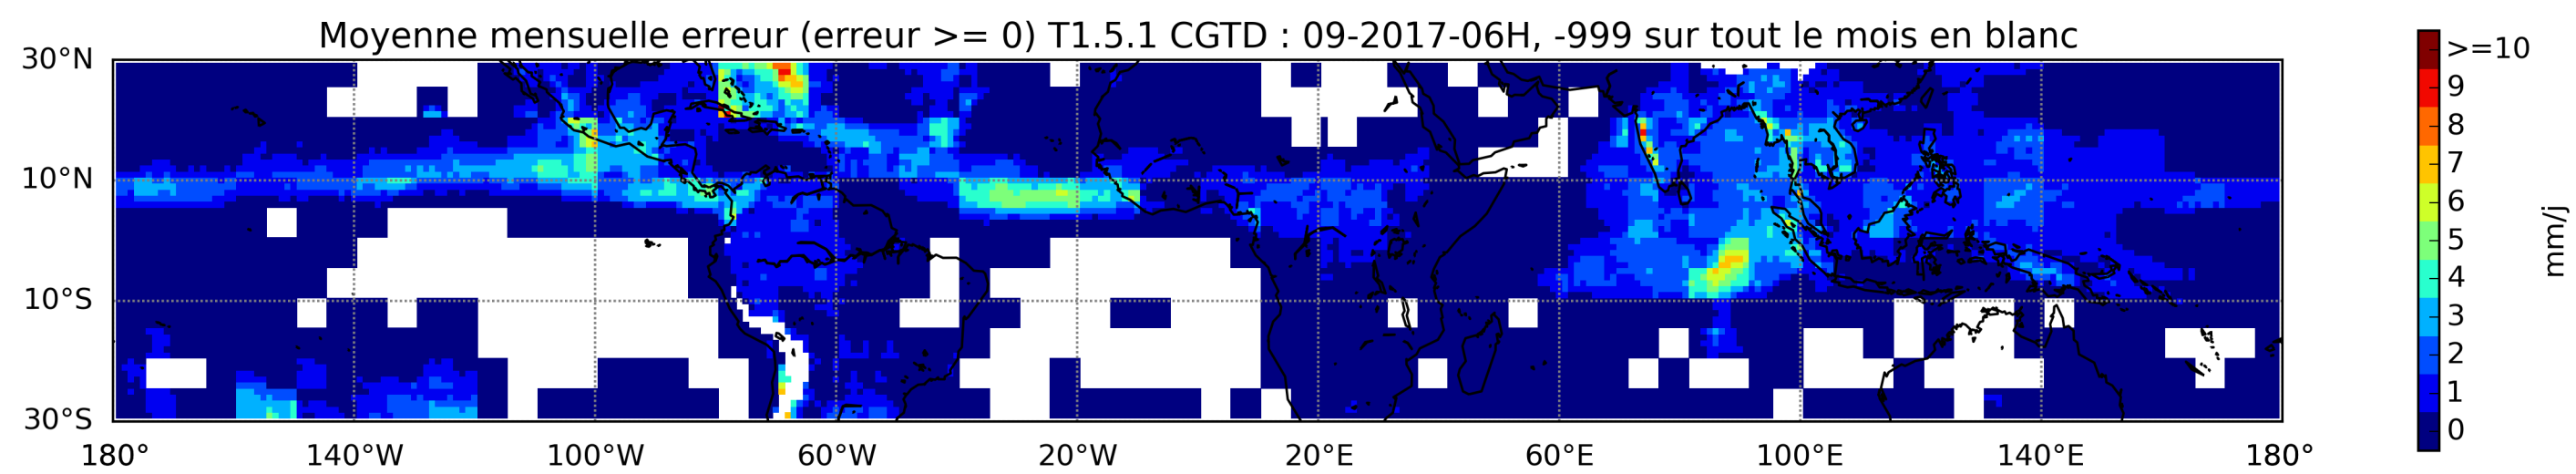 Moyenne mensuelle erreur (erreur >= 0) T1.5.1 CGTD : 09-2017-06H, -999 sur tout le mois en blanc
30°N
10°N
10°S
30°S
180° 140°W 100°W 60°W 20°W 20°E 60°E 100°E 140°E 180°
>=10
9
8
7
6
5
4
3
2
1
0
mm/j